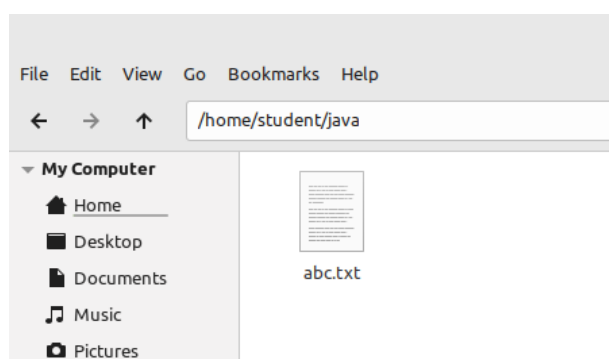 File Edit View Go Bookmarks Help
/home/student/java
My Computer
Home
Desktop
Documents
Music
Pictures
abc.txt